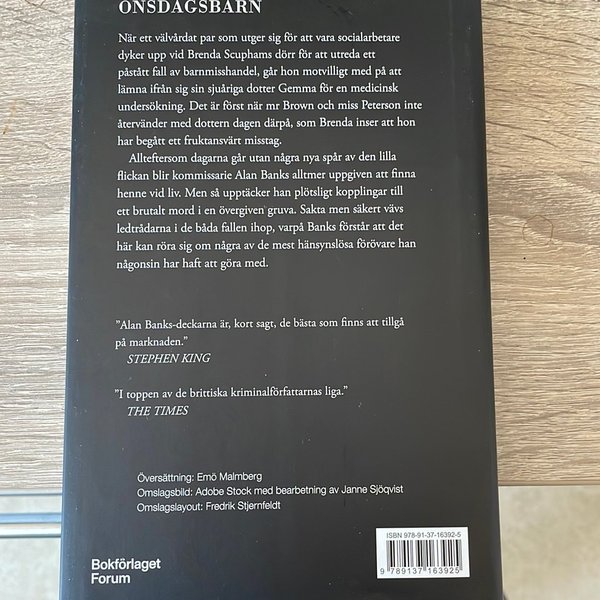 ONSDAGSBARN
När ett välvårdat par som utger sig för att vara socialarbetare
dyker upp vid Brenda Scuphams dörr för att utreda ett
påstått fall av barnmisshandel, går hon motvilligt med på att
lämna ifrån sig sin sjuåriga dotter Gemma för en medicinsk
undersökning. Det är först när mr Brown och miss Peterson inte
återvänder med dottern dagen därpå, som Brenda inser att hon
har begått ett fruktansvärt misstag.
Allteftersom dagarna går utan några nya spår av den lilla
flickan blir kommissarie Alan Banks alltmer uppgiven att finna
henne vid liv. Men så upptäcker han plötsligt kopplingar till
ett brutalt mord i en övergiven gruva. Sakta men säkert vävs
ledtrådarna i de båda fallen ihop, varpå Banks förstår att det
här kan röra sig om några av de mest hänsynslösa förövare han
någonsin har haft att göra med.
”Alan Banks-deckarna är, kort sagt, de bästa som finns att tillgå
på marknaden.”
STEPHEN KING
”I toppen av de brittiska kriminalförfattarnas liga.”
THE TIMES
Översättning: Ernö Malmberg
Omslagsbild: Adobe Stock med bearbetning av Janne Sjöqvist
Omslagslayout: Fredrik Stjernfeldt
ISBN 978-91-37-16392-5
9 789137 163925
Bokförlaget
Forum